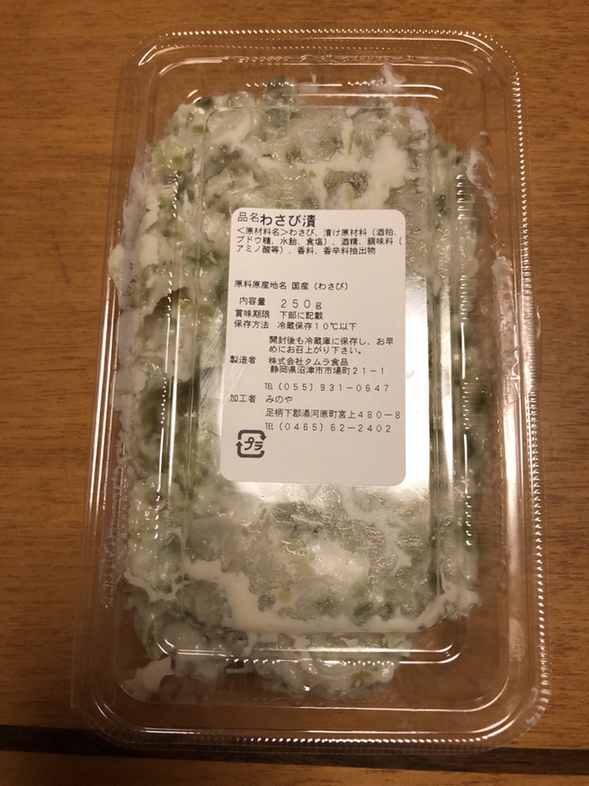 品名わさび漬
＜原材料名＞わさび、漬け原材料（酒粕、
ブドウ糖、水飴、食塩）、酒精、調味料（
アミノ酸等）、香料、香辛料抽出物
原料原産地名 国産（わさび）
内容量 ２５０ｇ
賞味期限 下部に記載
保存方法 冷蔵保存１０℃以下
開封後も冷蔵庫に保存し、お早
めにお召上がり下さい。
製造者 株式会社タムラ食品
静岡県沼津市市場町２１－１
TEL（０５５）９３１－０６４７
加工者 みのや
足柄下郡湯河原町宮上４８０－８
TEL（０４６５）６２－２４０２
プラ